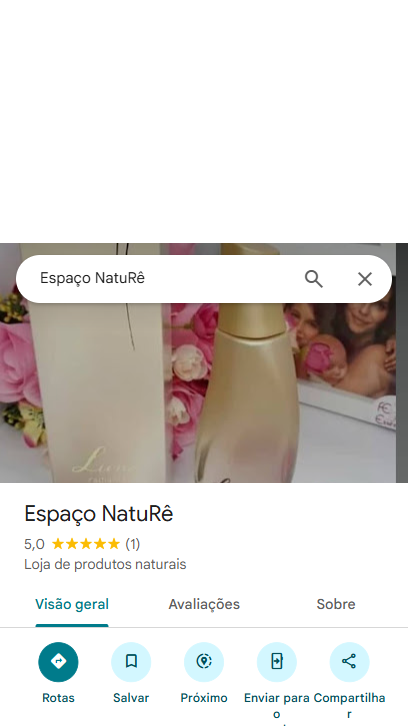 Espaço NatuRê
Luna
Espaço NatuRê
5,0 ★★★★★ (1)
Loja de produtos naturais
Visão geral
Avaliações
Sobre
Rotas
Salvar
Próximo
Enviar para o
Compartilhar